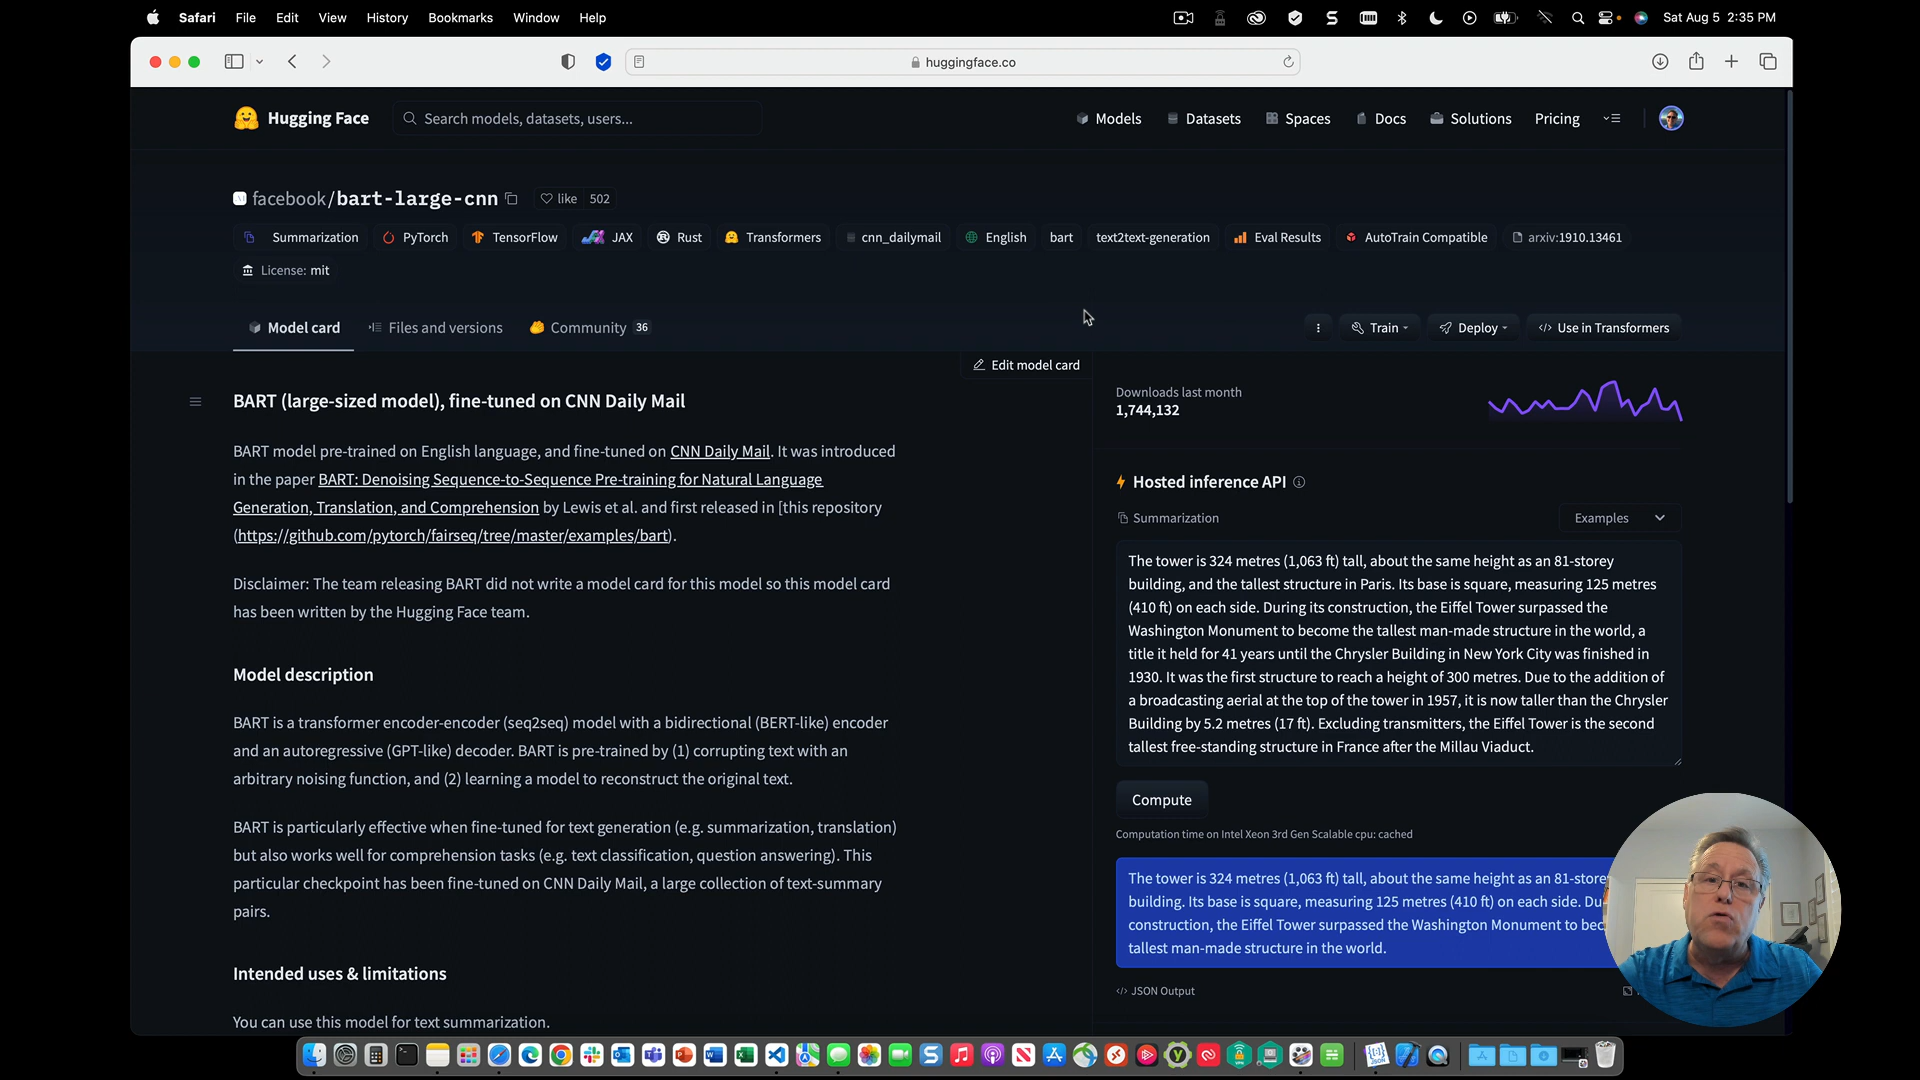 Safari File Edit View History Bookmarks Window Help
Sat Aug 5 2:35 PM
huggingface.co
Hugging Face
Search models, datasets, users...
Models Datasets Spaces Docs Solutions Pricing
facebook/bart-large-cnn
like 502
Summarization PyTorch TensorFlow JAX Rust Transformers cnn_dailymail English bart text2text-generation Eval Results AutoTrain Compatible arxiv:1910.13461
License: mit
Model card Files and versions Community 36
Train Deploy </> Use in Transformers
Edit model card
BART (large-sized model), fine-tuned on CNN Daily Mail
BART model pre-trained on English language, and fine-tuned on CNN Daily Mail. It was introduced
in the paper BART: Denoising Sequence-to-Sequence Pre-training for Natural Language
Generation, Translation, and Comprehension by Lewis et al. and first released in [this repository
(https://github.com/pytorch/fairseq/tree/master/examples/bart).
Disclaimer: The team releasing BART did not write a model card for this model so this model card
has been written by the Hugging Face team.
Model description
BART is a transformer encoder-encoder (seq2seq) model with a bidirectional (BERT-like) encoder
and an autoregressive (GPT-like) decoder. BART is pre-trained by (1) corrupting text with an
arbitrary noising function, and (2) learning a model to reconstruct the original text.
BART is particularly effective when fine-tuned for text generation (e.g. summarization, translation)
but also works well for comprehension tasks (e.g. text classification, question answering). This
particular checkpoint has been fine-tuned on CNN Daily Mail, a large collection of text-summary
pairs.
Intended uses & limitations
You can use this model for text summarization.
Downloads last month
1,744,132
Hosted inference API
Summarization
Examples
The tower is 324 metres (1,063 ft) tall, about the same height as an 81-storey
building, and the tallest structure in Paris. Its base is square, measuring 125 metres
(410 ft) on each side. During its construction, the Eiffel Tower surpassed the
Washington Monument to become the tallest man-made structure in the world, a
title it held for 41 years until the Chrysler Building in New York City was finished in
1930. It was the first structure to reach a height of 300 metres. Due to the addition of
a broadcasting aerial at the top of the tower in 1957, it is now taller than the Chrysler
Building by 5.2 metres (17 ft). Excluding transmitters, the Eiffel Tower is the second
tallest free-standing structure in France after the Millau Viaduct.
Compute
Computation time on Intel Xeon 3rd Gen Scalable cpu: cached
The tower is 324 metres (1,063 ft) tall, about the same height as an 81-storey
building. Its base is square, measuring 125 metres (410 ft) on each side. Du
construction, the Eiffel Tower surpassed the Washington Monument to bec
tallest man-made structure in the world.
</> JSON Output